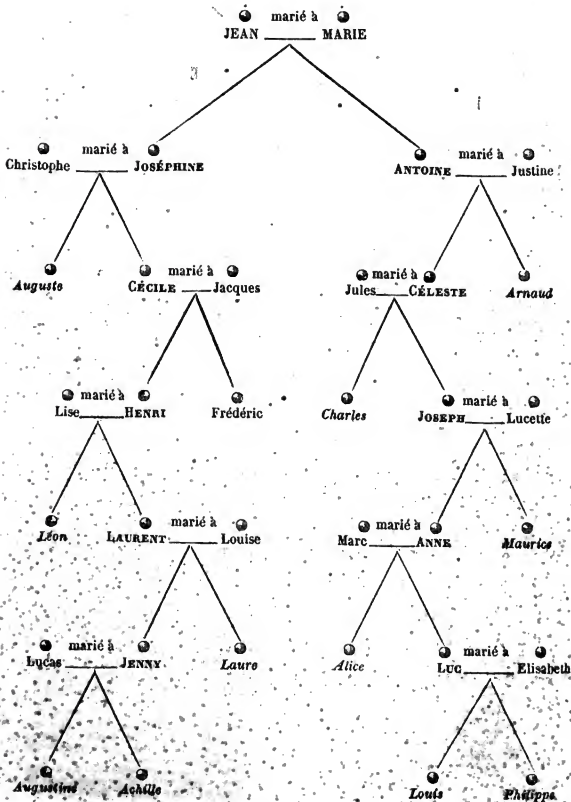 marié à
JEAN MARIE
marié à marié à
Christophe JOSÉPHINE ANTOINE Justine
marié à marié à
Auguste CÉCILE Jacques Jules CÉLESTE Arnaud
marié à marié à
Lise HENRI Frédéric Charles JOSEPH Lucette
marié à marié à
Léon LAURENT Louise Marc ANNE Maurice
marié à marié à
Lucas JENNY Laure Alice LUC Elisabeth
Augustine Achille Louis Philippe